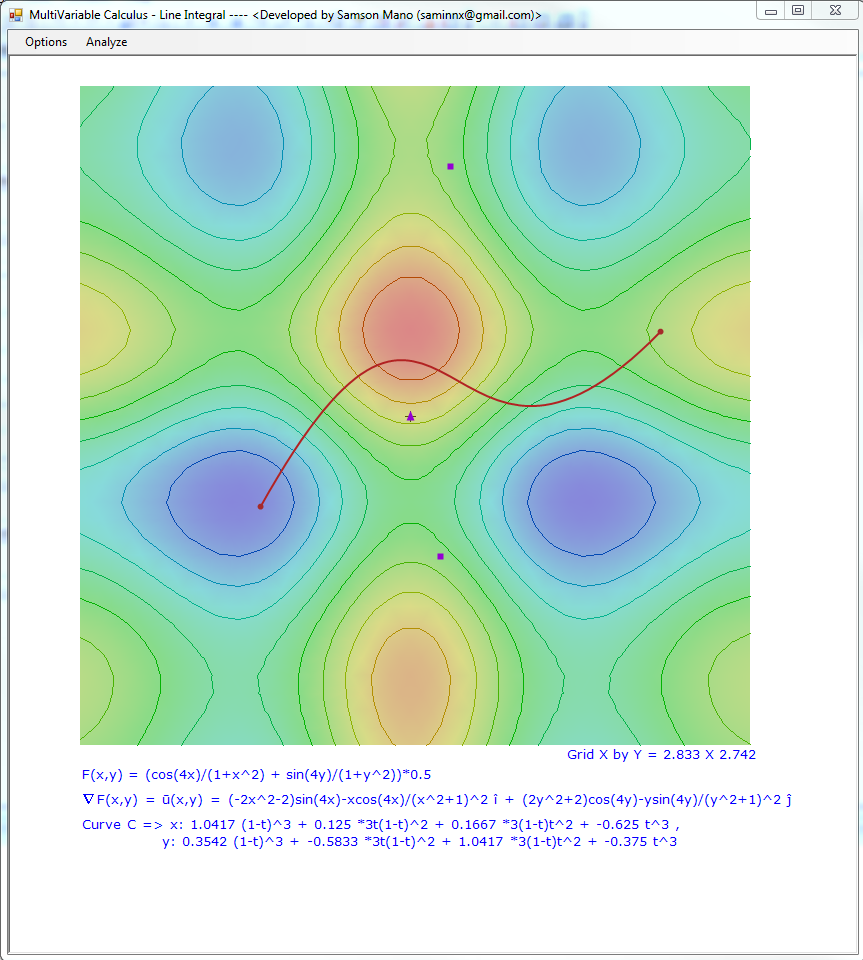 MultiVariable Calculus - Line Integral ---- <Developed by Samson Mano (saminnx@gmail.com)>
Options Analyze
Grid X by Y = 2.833 X 2.742
F(x,y) = (cos(4x)/(1+x^2) + sin(4y)/(1+y^2))*0.5
∇F(x,y) = ū(x,y) = (-2x^2-2)sin(4x)-xcos(4x)/(x^2+1)^2 î + (2y^2+2)cos(4y)-ysin(4y)/(y^2+1)^2 ĵ
Curve C => x: 1.0417 (1-t)^3 + 0.125 *3t(1-t)^2 + 0.1667 *3(1-t)t^2 + -0.625 t^3 ,
y: 0.3542 (1-t)^3 + -0.5833 *3t(1-t)^2 + 1.0417 *3(1-t)t^2 + -0.375 t^3